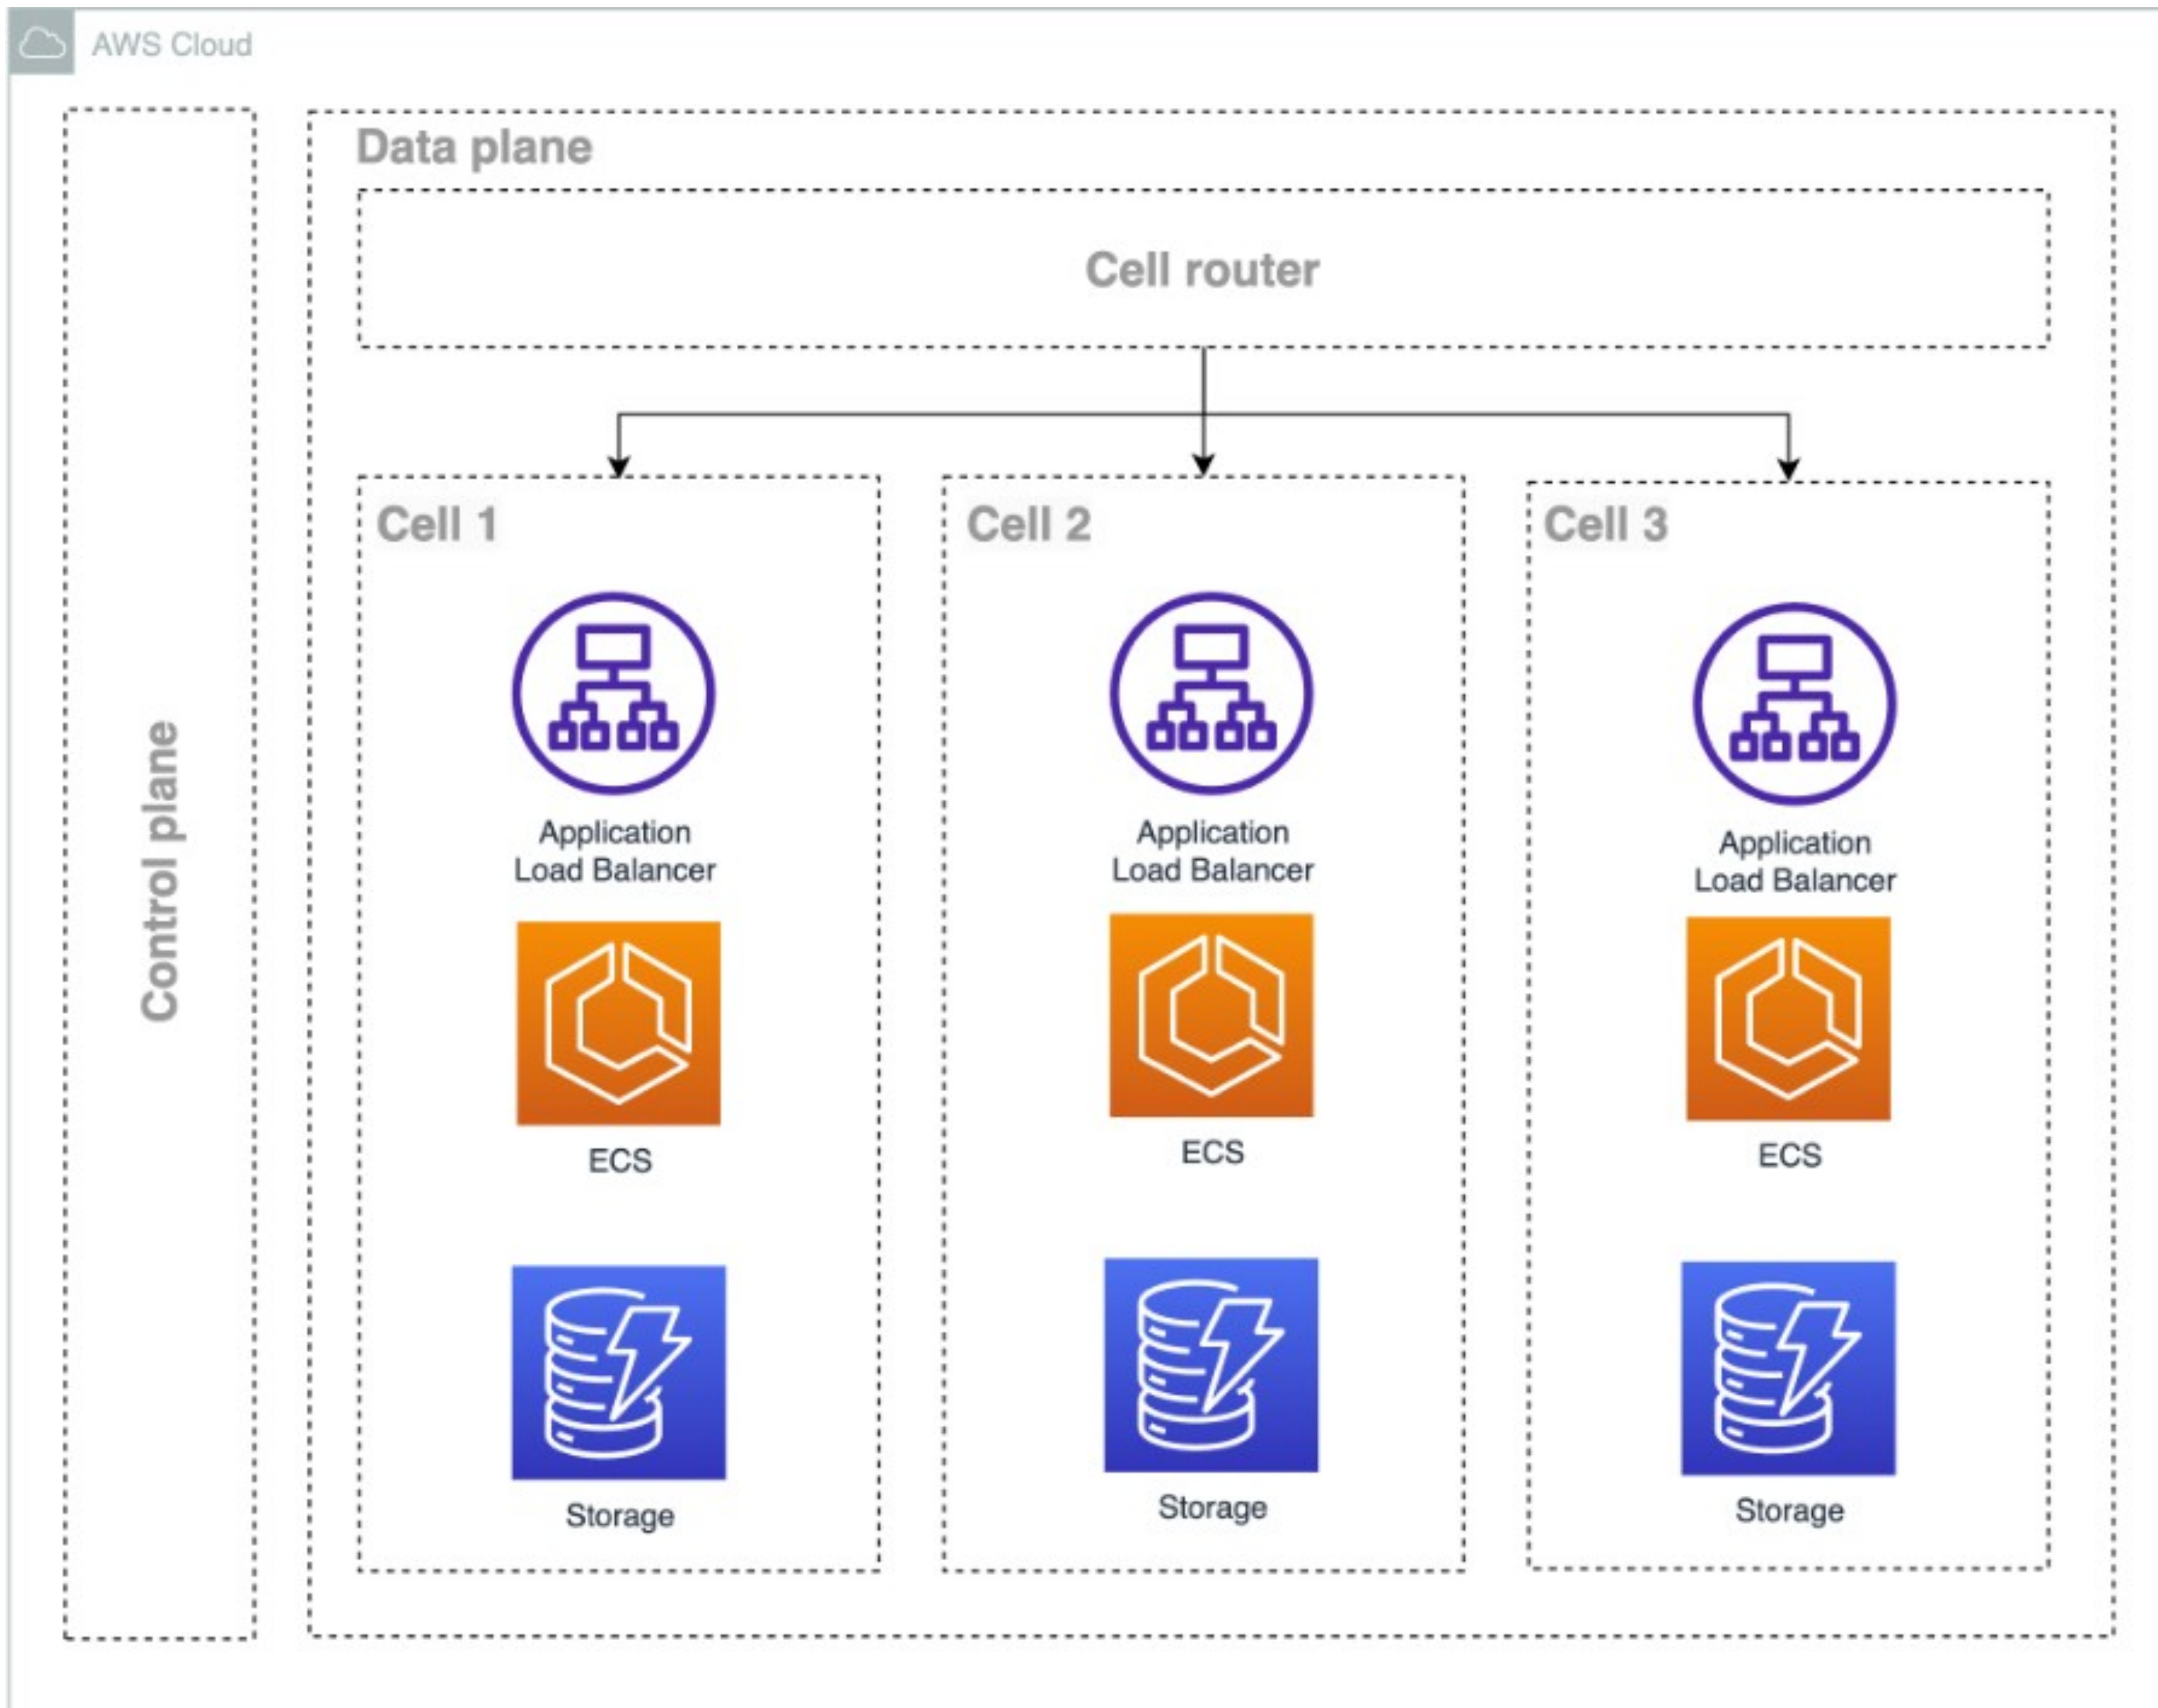 AWS Cloud
Control plane
Data plane
Cell router
Cell 1
Application
Load Balancer
ECS
Storage
Cell 2
Application
Load Balancer
ECS
Storage
Cell 3
Application
Load Balancer
ECS
Storage